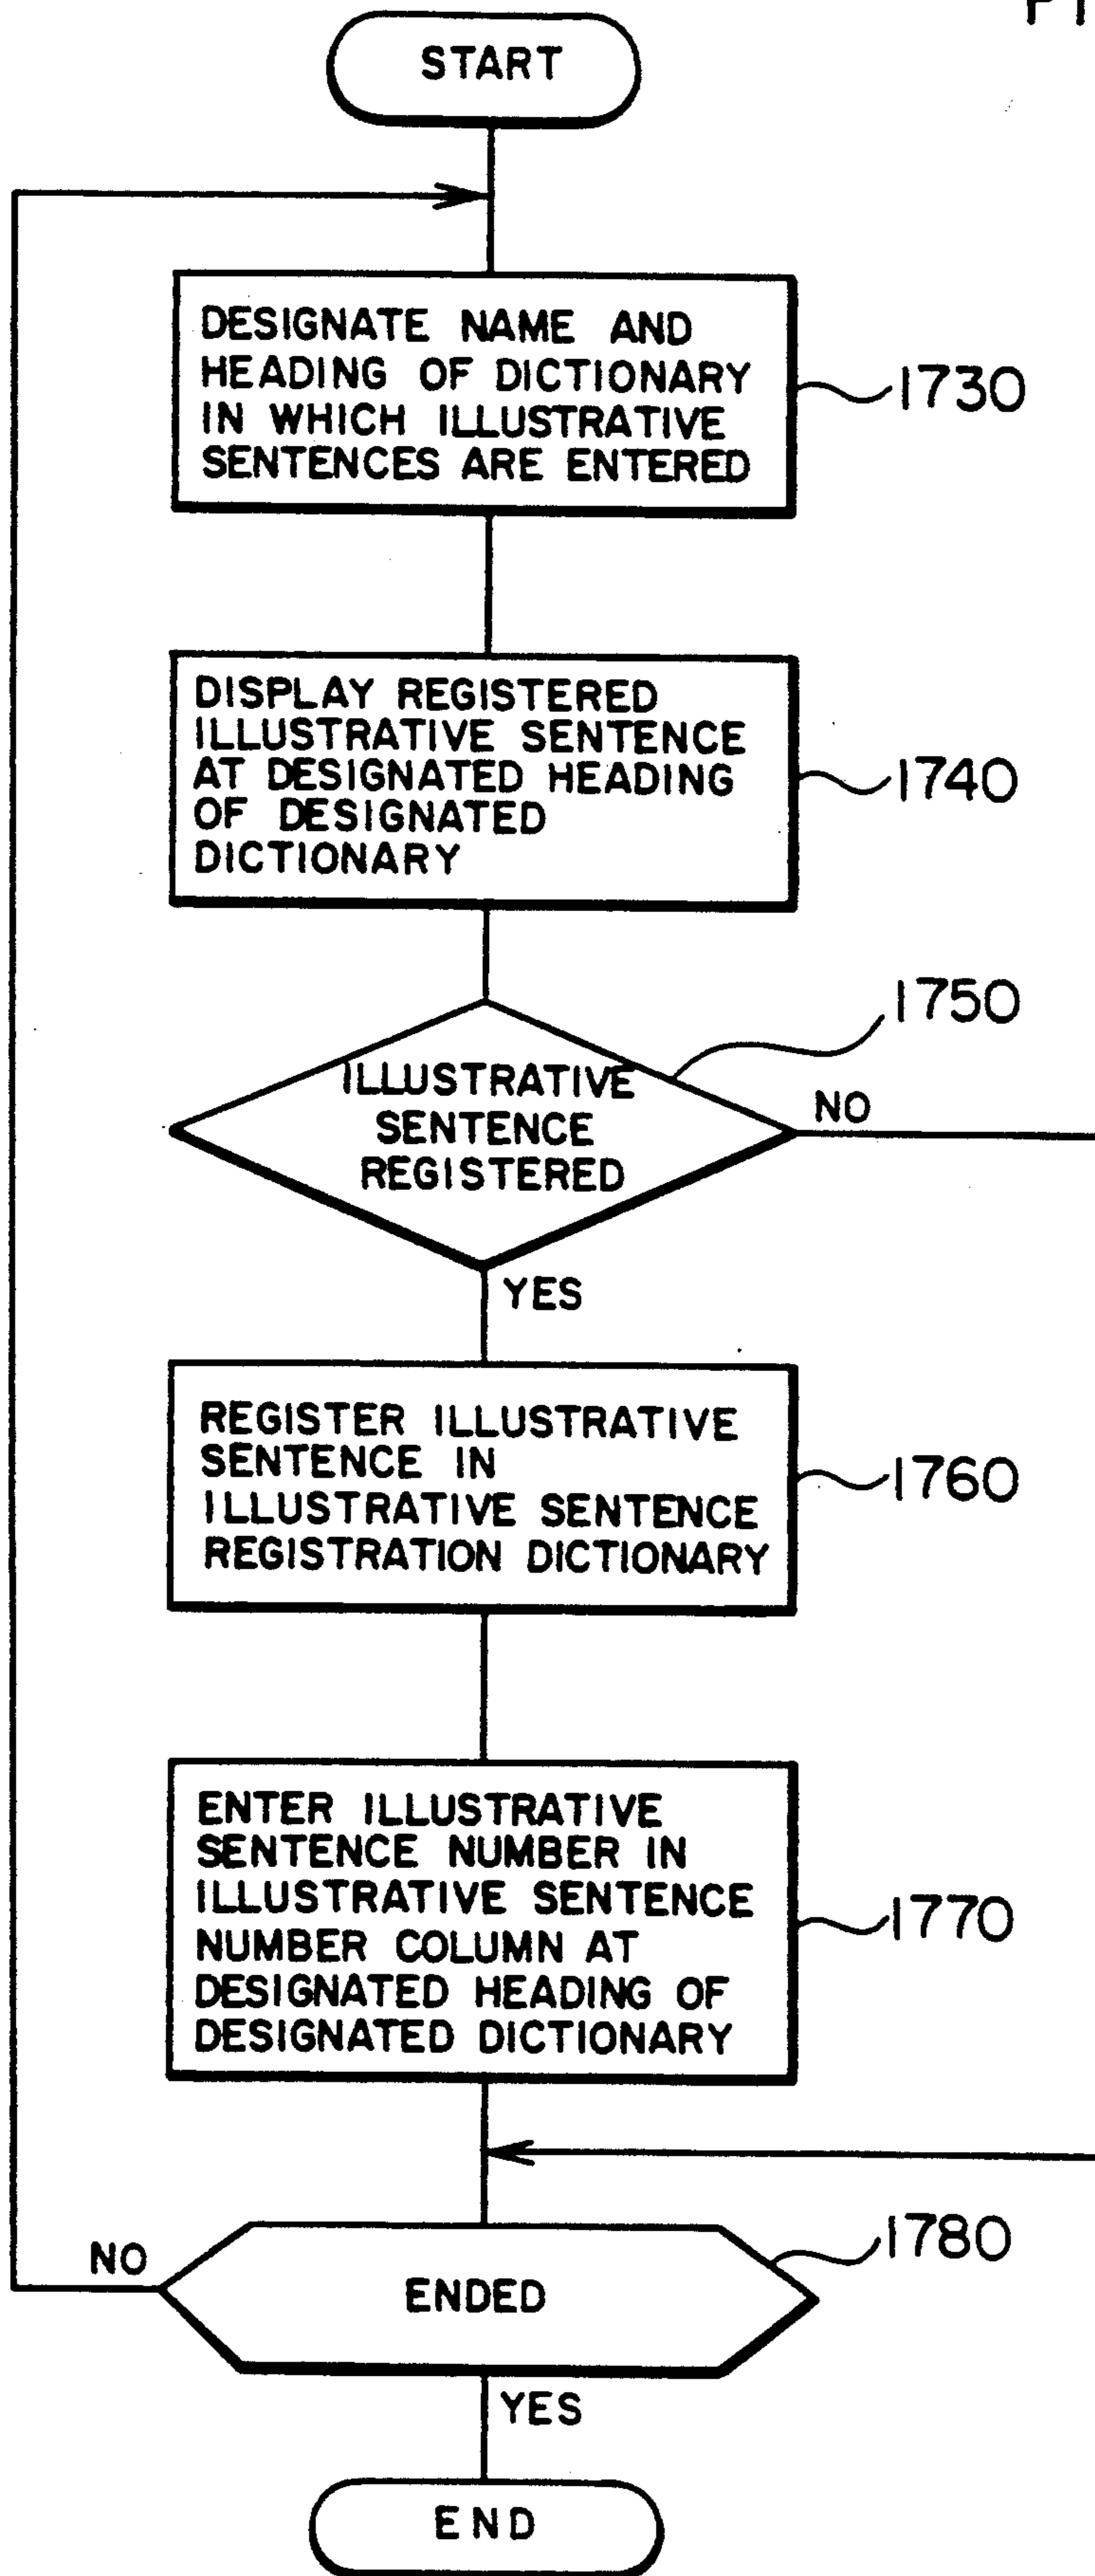 START
DESIGNATE NAME AND
HEADING OF DICTIONARY
IN WHICH ILLUSTRATIVE
SENTENCES ARE ENTERED
1730
DISPLAY REGISTERED
ILLUSTRATIVE SENTENCE
AT DESIGNATED HEADING
OF DESIGNATED
DICTIONARY
1740
1750
ILLUSTRATIVE
SENTENCE
REGISTERED
NO
YES
REGISTER ILLUSTRATIVE
SENTENCE IN
ILLUSTRATIVE SENTENCE
REGISTRATION DICTIONARY
1760
ENTER ILLUSTRATIVE
SENTENCE NUMBER IN
ILLUSTRATIVE SENTENCE
NUMBER COLUMN AT
DESIGNATED HEADING OF
DESIGNATED DICTIONARY
1770
1780
NO
ENDED
YES
END